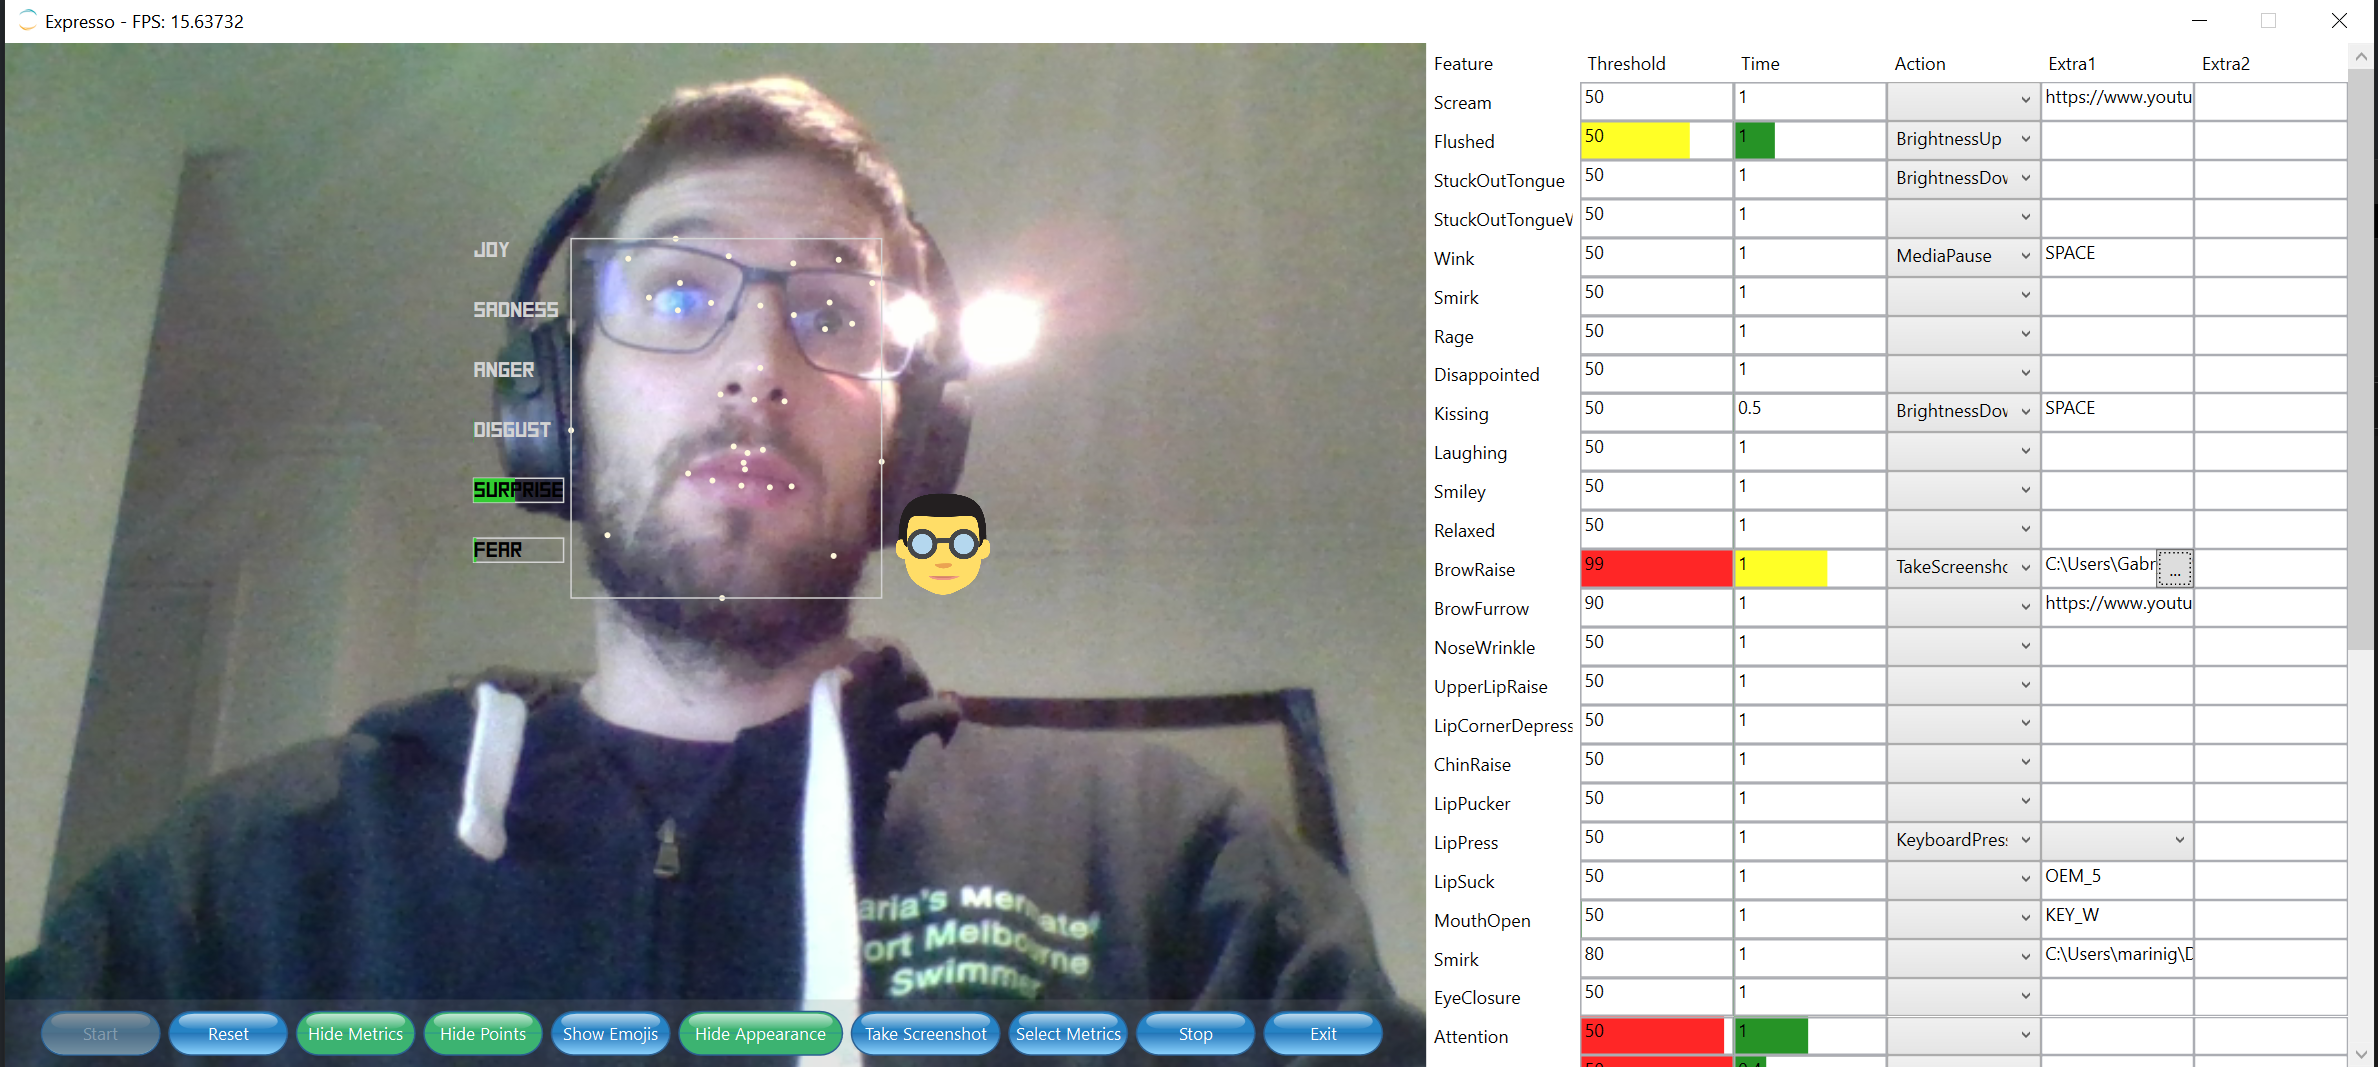 Expresso - FPS: 15.63732
JOY
SADNESS
ANGER
DISGUST
SURPRISE
FEAR
aria's Mer mate'
ort Melbourne
Swimmer
Start Reset Hide Metrics Hide Points Show Emojis Hide Appearance Take Screenshot Select Metrics Stop Exit
Feature Threshold Time Action Extra1 Extra2
Scream 50 1 https://www.youtu
Flushed 50 1 BrightnessUp
StuckOutTongue 50 1 BrightnessDov
StuckOutTongueW 50 1
Wink 50 1 MediaPause SPACE
Smirk 50 1
Rage 50 1
Disappointed 50 1
Kissing 50 0.5 BrightnessDov SPACE
Laughing 50 1
Smiley 50 1
Relaxed 50 1
BrowRaise 99 1 TakeScreensho C:\Users\Gabr ...
BrowFurrow 90 1 https://www.youtu
NoseWrinkle 50 1
UpperLipRaise 50 1
LipCornerDepress 50 1
ChinRaise 50 1
LipPucker 50 1
LipPress 50 1 KeyboardPress
LipSuck 50 1 OEM_5
MouthOpen 50 1 KEY_W
Smirk 80 1 C:\Users\marinig\D
EyeClosure 50 1
Attention 50 1